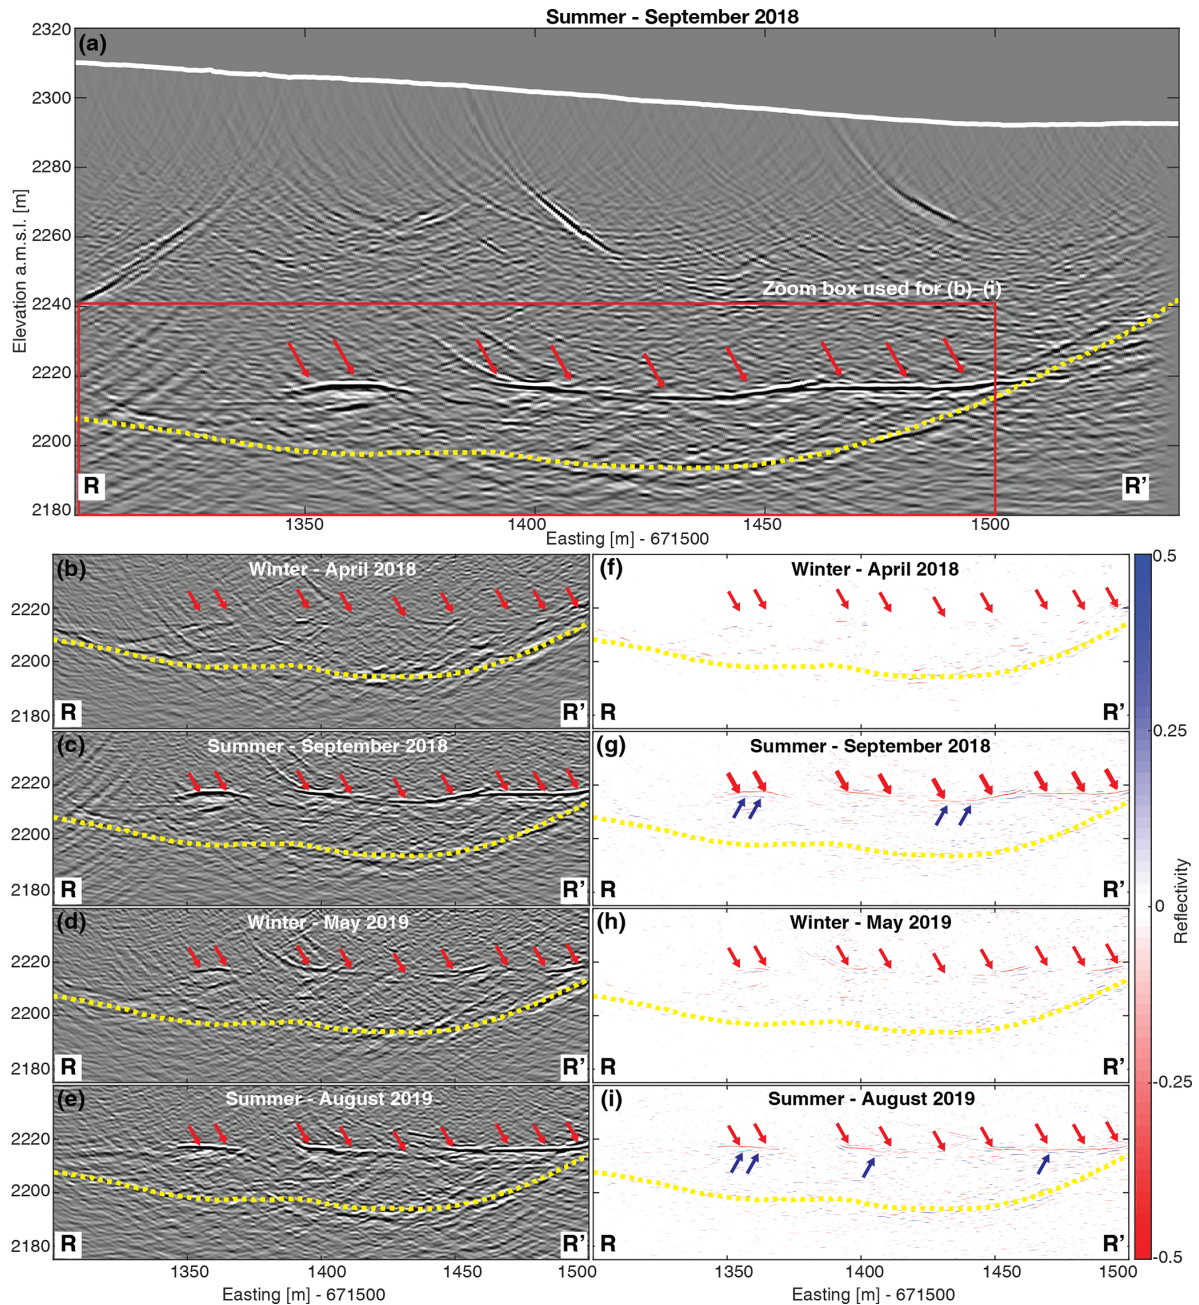 Summer - September 2018
(a)
2320
2300
2280
2260
2240
2220
2200
2180
Elevation a.m.s.l. [m]
Zoom box used for (b)-(i)
R
R'
1350
1400
1450
1500
Easting [m] - 671500
(b)
Winter - April 2018
2220
2200
2180
R
R'
(f)
Winter - April 2018
R
R'
(c)
Summer - September 2018
2220
2200
2180
R
R'
(g)
Summer - September 2018
R
R'
(d)
Winter - May 2019
2220
2200
2180
R
R'
(h)
Winter - May 2019
R
R'
(e)
Summer - August 2019
2220
2200
2180
R
R'
1350
1400
1450
1500
Easting [m] - 671500
(i)
Summer - August 2019
R
R'
1350
1400
1450
1500
Easting [m] - 671500
0.5
0.25
0
-0.25
-0.5
Reflectivity